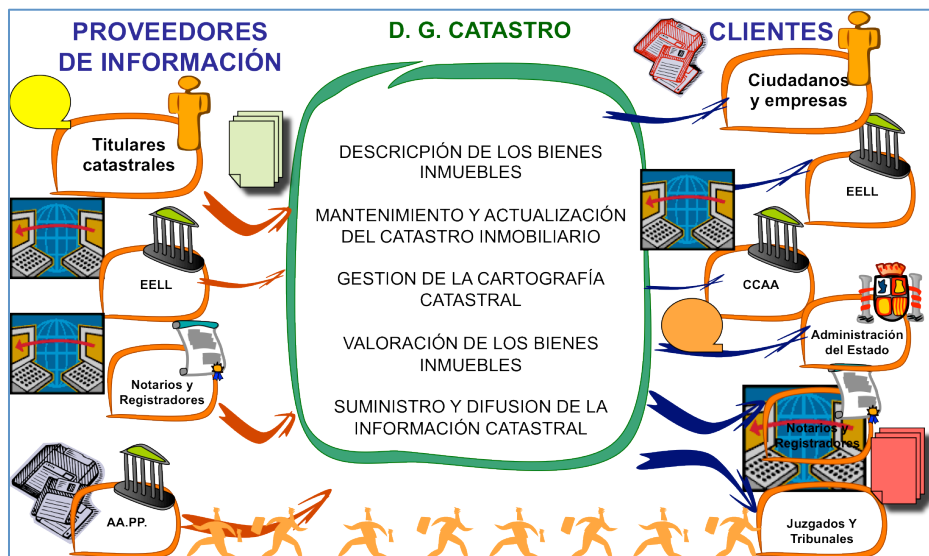 PROVEEDORES
DE INFORMACIÓN
Titulares
catastrales
EELL
Notarios y
Registradores
AA.PP.
D. G. CATASTRO
DESCRICPIÓN DE LOS BIENES
INMUEBLES
MANTENIMIENTO Y ACTUALIZACIÓN
DEL CATASTRO INMOBILIARIO
GESTION DE LA CARTOGRAFÍA
CATASTRAL
VALORACIÓN DE LOS BIENES
INMUEBLES
SUMINISTRO Y DIFUSION DE LA
INFORMACIÓN CATASTRAL
CLIENTES
Ciudadanos
y empresas
EELL
CCAA
Administración
del Estado
Notarios y
Registradores
Juzgados Y
Tribunales